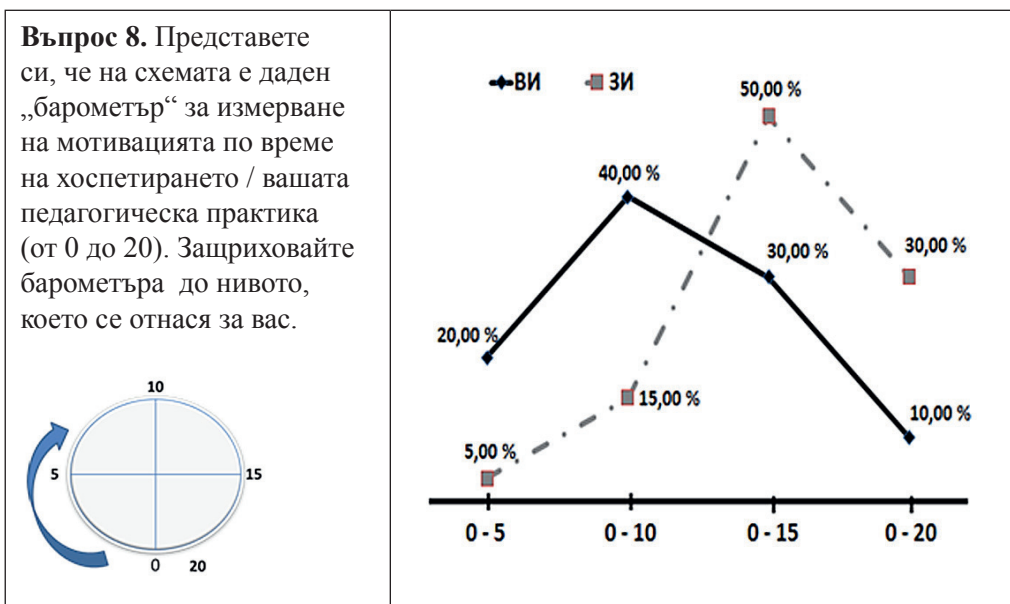 Въпрос 8. Представете
си, че на схемата е даден
„барометър“ за измерване
на мотивацията по време
на хоспетирането / вашата
педагогическа практика
(от 0 до 20). Защриховайте
барометъра до нивото,
което се отнася за вас.
10
5
15
0
20
ВИ
ЗИ
50,00 %
40,00 %
30,00 %
30,00 %
20,00 %
15,00 %
10,00 %
5,00 %
0 - 5
0 - 10
0 - 15
0 - 20